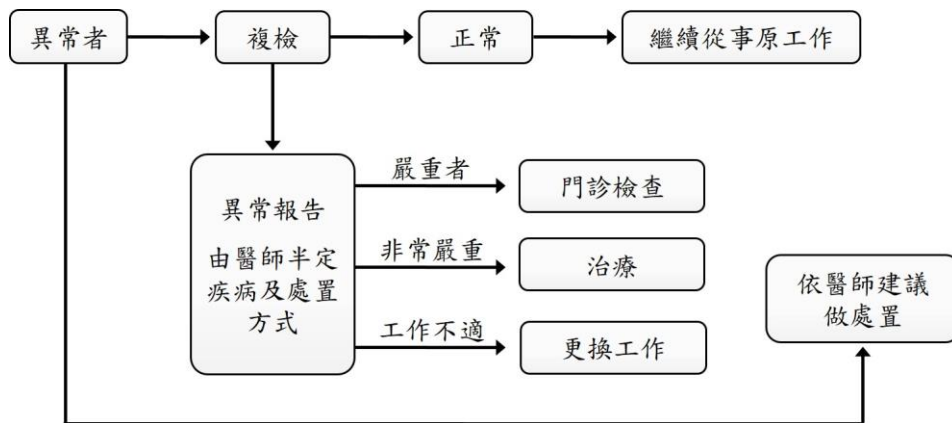 異常者
複檢
正常
繼續從事原工作
異常報告
由醫師半定
疾病及處置
方式
嚴重者
門診檢查
非常嚴重
治療
工作不適
更換工作
依醫師建議
做處置